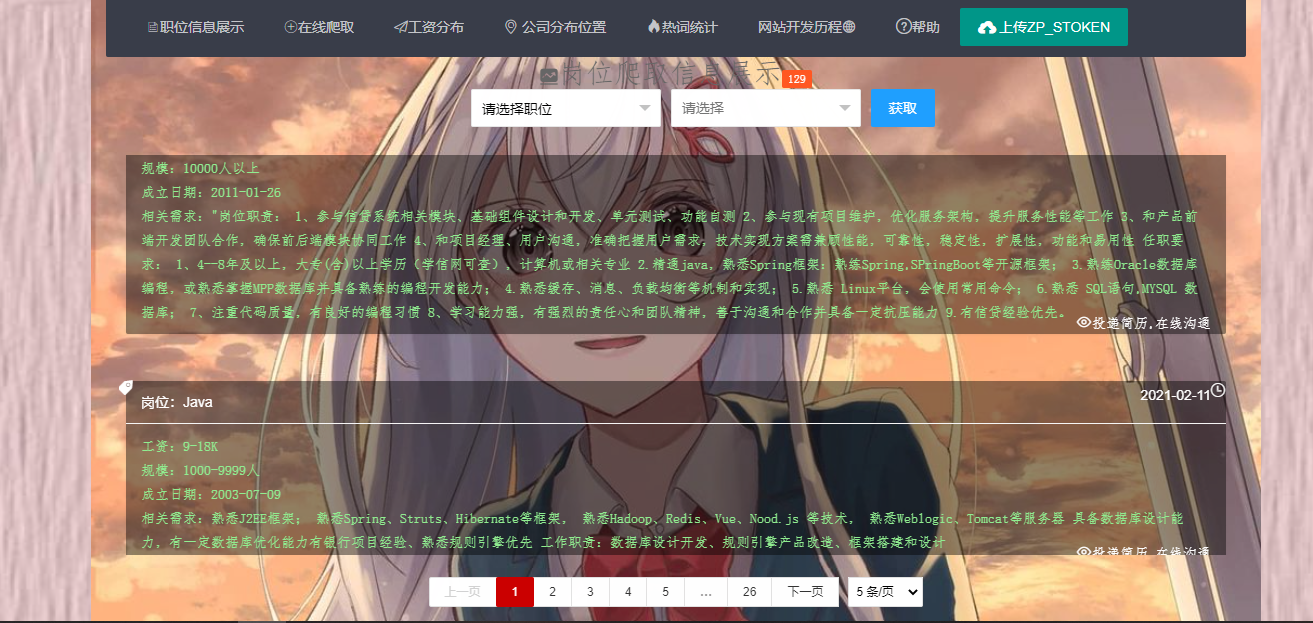 职位信息展示 在线爬取 工资分布 公司分布位置 热词统计 网站开发历程 帮助 上传ZP_STOKEN
岗位爬取信息展示 129
请选择职位 请选择 获取
规模：10000人以上
成立日期：2011-01-26
相关需求："岗位职责： 1、参与信贷系统相关模块、基础组件设计和开发、单元测试、功能自测 2、参与现有项目维护，优化服务架构，提升服务性能等工作 3、和产品前
端开发团队合作，确保前后端模块协同工作 4、和项目经理、用户沟通，准确把握用户需求，技术实现方案需兼顾性能，可靠性，稳定性，扩展性，功能和易用性 任职要
求： 1、4--8年及以上，大专(含)以上学历（学信网可查），计算机或相关专业 2.精通java，熟悉Spring框架：熟练Spring,SPringBoot等开源框架； 3.熟练Oracle数据库
编程，或熟悉掌握MPP数据库并具备熟练的编程开发能力； 4.熟悉缓存、消息、负载均衡等机制和实现； 5.熟悉 Linux平台，会使用常用命令； 6.熟悉 SQL语句,MYSQL 数
据库； 7、注重代码质量，有良好的编程习惯 8、学习能力强，有强烈的责任心和团队精神，善于沟通和合作并具备一定抗压能力 9.有信贷经验优先。
投递简历,在线沟通
岗位：Java 2021-02-11
工资：9-18K
规模：1000-9999人
成立日期：2003-07-09
相关需求：熟悉J2EE框架； 熟悉Spring、Struts、Hibernate等框架， 熟悉Hadoop、Redis、Vue、Nood.js 等技术， 熟悉Weblogic、Tomcat等服务器 具备数据库设计能
力，有一定数据库优化能力有银行项目经验、熟悉规则引擎优先 工作职责：数据库设计开发、规则引擎产品改造、框架搭建和设计
投递简历,在线沟通
上一页 1 2 3 4 5 … 26 下一页 5 条/页